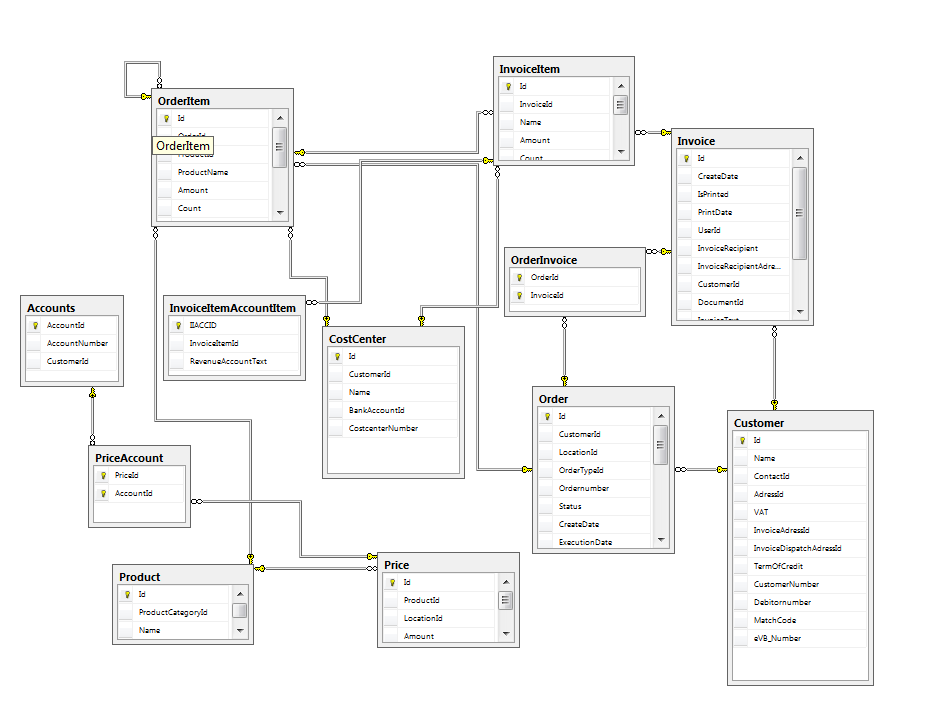 OrderItem
Id
OrderItem
ProductName
Amount
Count
InvoiceItem
Id
InvoiceId
Name
Amount
Count
Invoice
Id
CreateDate
IsPrinted
PrintDate
UserId
InvoiceRecipient
InvoiceRecipientAdre...
CustomerId
DocumentId
InvoiceText
OrderInvoice
OrderId
InvoiceId
Accounts
AccountId
AccountNumber
CustomerId
InvoiceItemAccountItem
IIACCID
InvoiceItemId
RevenueAccountText
CostCenter
Id
CustomerId
Name
BankAccountId
CostcenterNumber
Order
Id
CustomerId
LocationId
OrderTypeId
Ordernumber
Status
CreateDate
ExecutionDate
Customer
Id
Name
ContactId
AdressId
VAT
InvoiceAdressId
InvoiceDispatchAdressId
TermOfCredit
CustomerNumber
Debitornumber
MatchCode
eVB_Number
PriceAccount
PriceId
AccountId
Product
Id
ProductCategoryId
Name
Price
Id
ProductId
LocationId
Amount